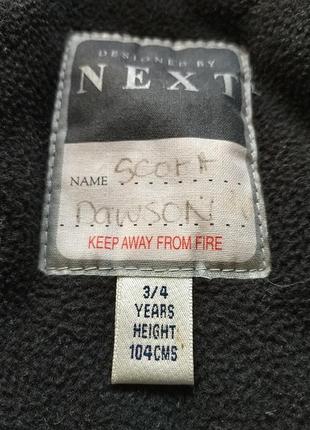 DESIGNED BY
NEXT
NAME Scott
DAWSON
KEEP AWAY FROM FIRE
3/4
YEARS
HEIGHT
104CMS